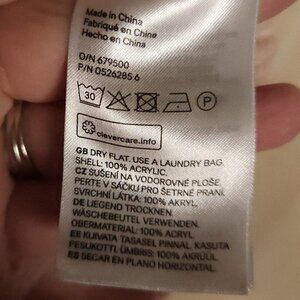 Made in China
Fabriqué en Chine
Hecho en China
O/N 679500
P/N 0526285 6
30
P
clevercare.info
GB DRY FLAT. USE A LAUNDRY BAG.
SHELL: 100% ACRYLIC.
CZ SUŠENÍ NA VODOROVNÉ PLOŠE.
PERTE V SÁČKU PRO ŠETRNÉ PRANÍ.
SVRCHNÍ LÁTKA: 100% AKRYL.
DE LIEGEND TROCKNEN.
WÄSCHEBEUTEL VERWENDEN.
OBERMATERIAL: 100% ACRYL.
EE KUIVATA TASASEL PINNAL. KASUTA
PESUKOTTI. ÜMBRIS: 100% AKRÜÜL.
ES SECAR EN PLANO HORIZONTAL.